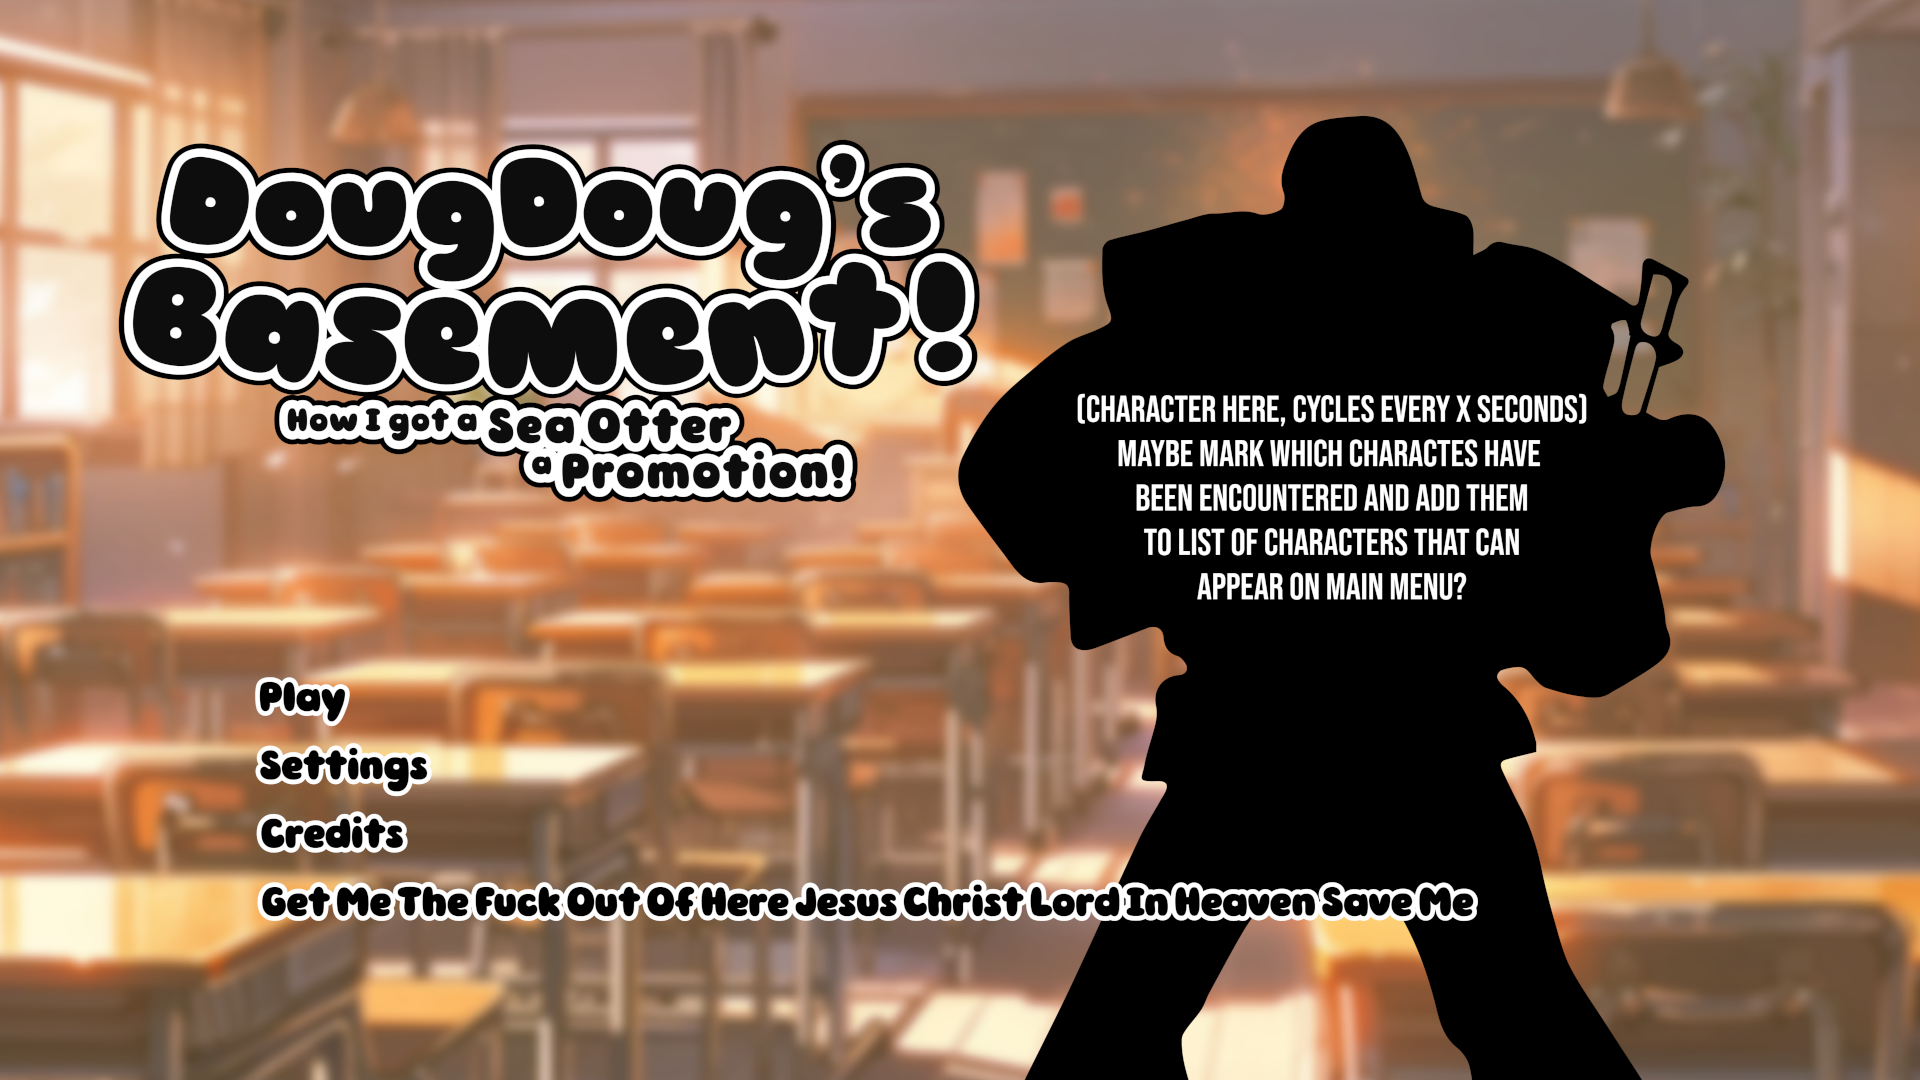 DougDoug's
Basement!
How I got a Sea Otter
a Promotion!
(CHARACTER HERE, CYCLES EVERY X SECONDS)
MAYBE MARK WHICH CHARACTES HAVE
BEEN ENCOUNTERED AND ADD THEM
TO LIST OF CHARACTERS THAT CAN
APPEAR ON MAIN MENU?
Play
Settings
Credits
Get Me The Fuck Out Of Here Jesus Christ Lord In Heaven Save Me